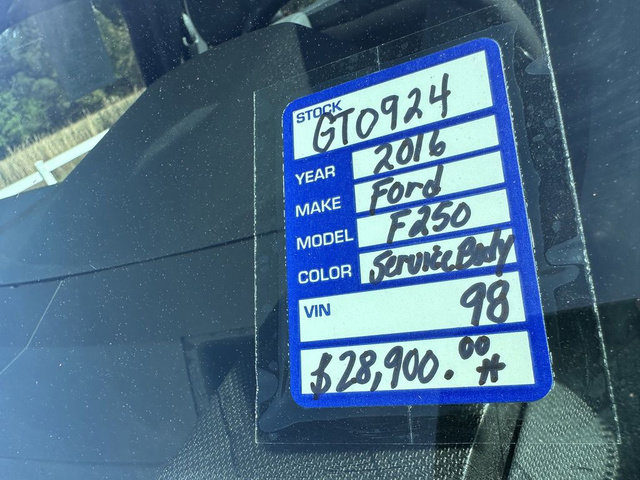 STOCK GT0924
YEAR 2016
MAKE Ford
MODEL F250
COLOR Service Body
VIN 98
$28,900.00 #